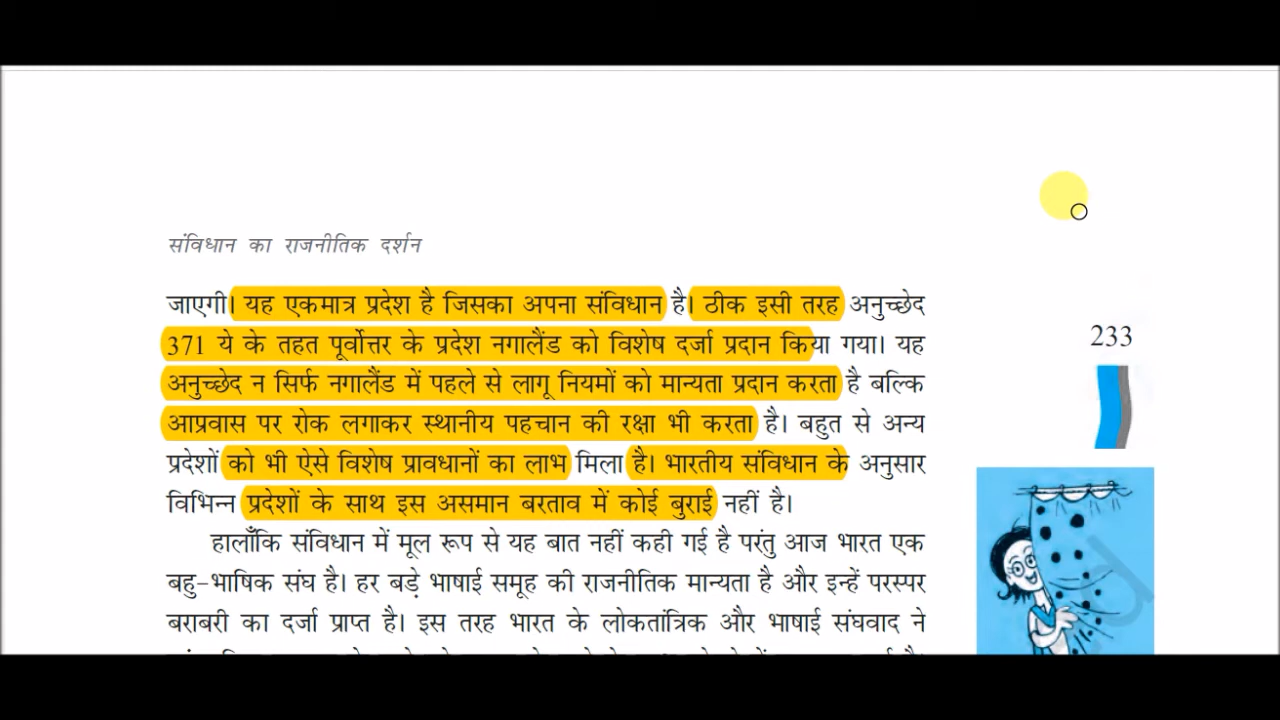 संविधान का राजनीतिक दर्शन
जाएगी। यह एकमात्र प्रदेश है जिसका अपना संविधान है। ठीक इसी तरह अनुच्छेद
233
371 ये के तहत पूर्वोत्तर के प्रदेश नगालैंड को विशेष दर्जा प्रदान किया गया। यह
अनुच्छेद न सिर्फ नगालैंड में पहले से लागू नियमों को मान्यता प्रदान करता है बल्कि
आप्रवास पर रोक लगाकर स्थानीय पहचान की रक्षा भी करता है। बहुत से अन्य
प्रदेशों को भी ऐसे विशेष प्रावधानों का लाभ मिला है। भारतीय संविधान के अनुसार
विभिन्न प्रदेशों के साथ इस असमान बरताव में कोई बुराई नहीं है।
हालाँकि संविधान में मूल रूप से यह बात नहीं कही गई है परंतु आज भारत एक
बहु-भाषिक संघ है। हर बड़े भाषाई समूह की राजनीतिक मान्यता है और इन्हें परस्पर
बराबरी का दर्जा प्राप्त है। इस तरह भारत के लोकतांत्रिक और भाषाई संघवाद ने